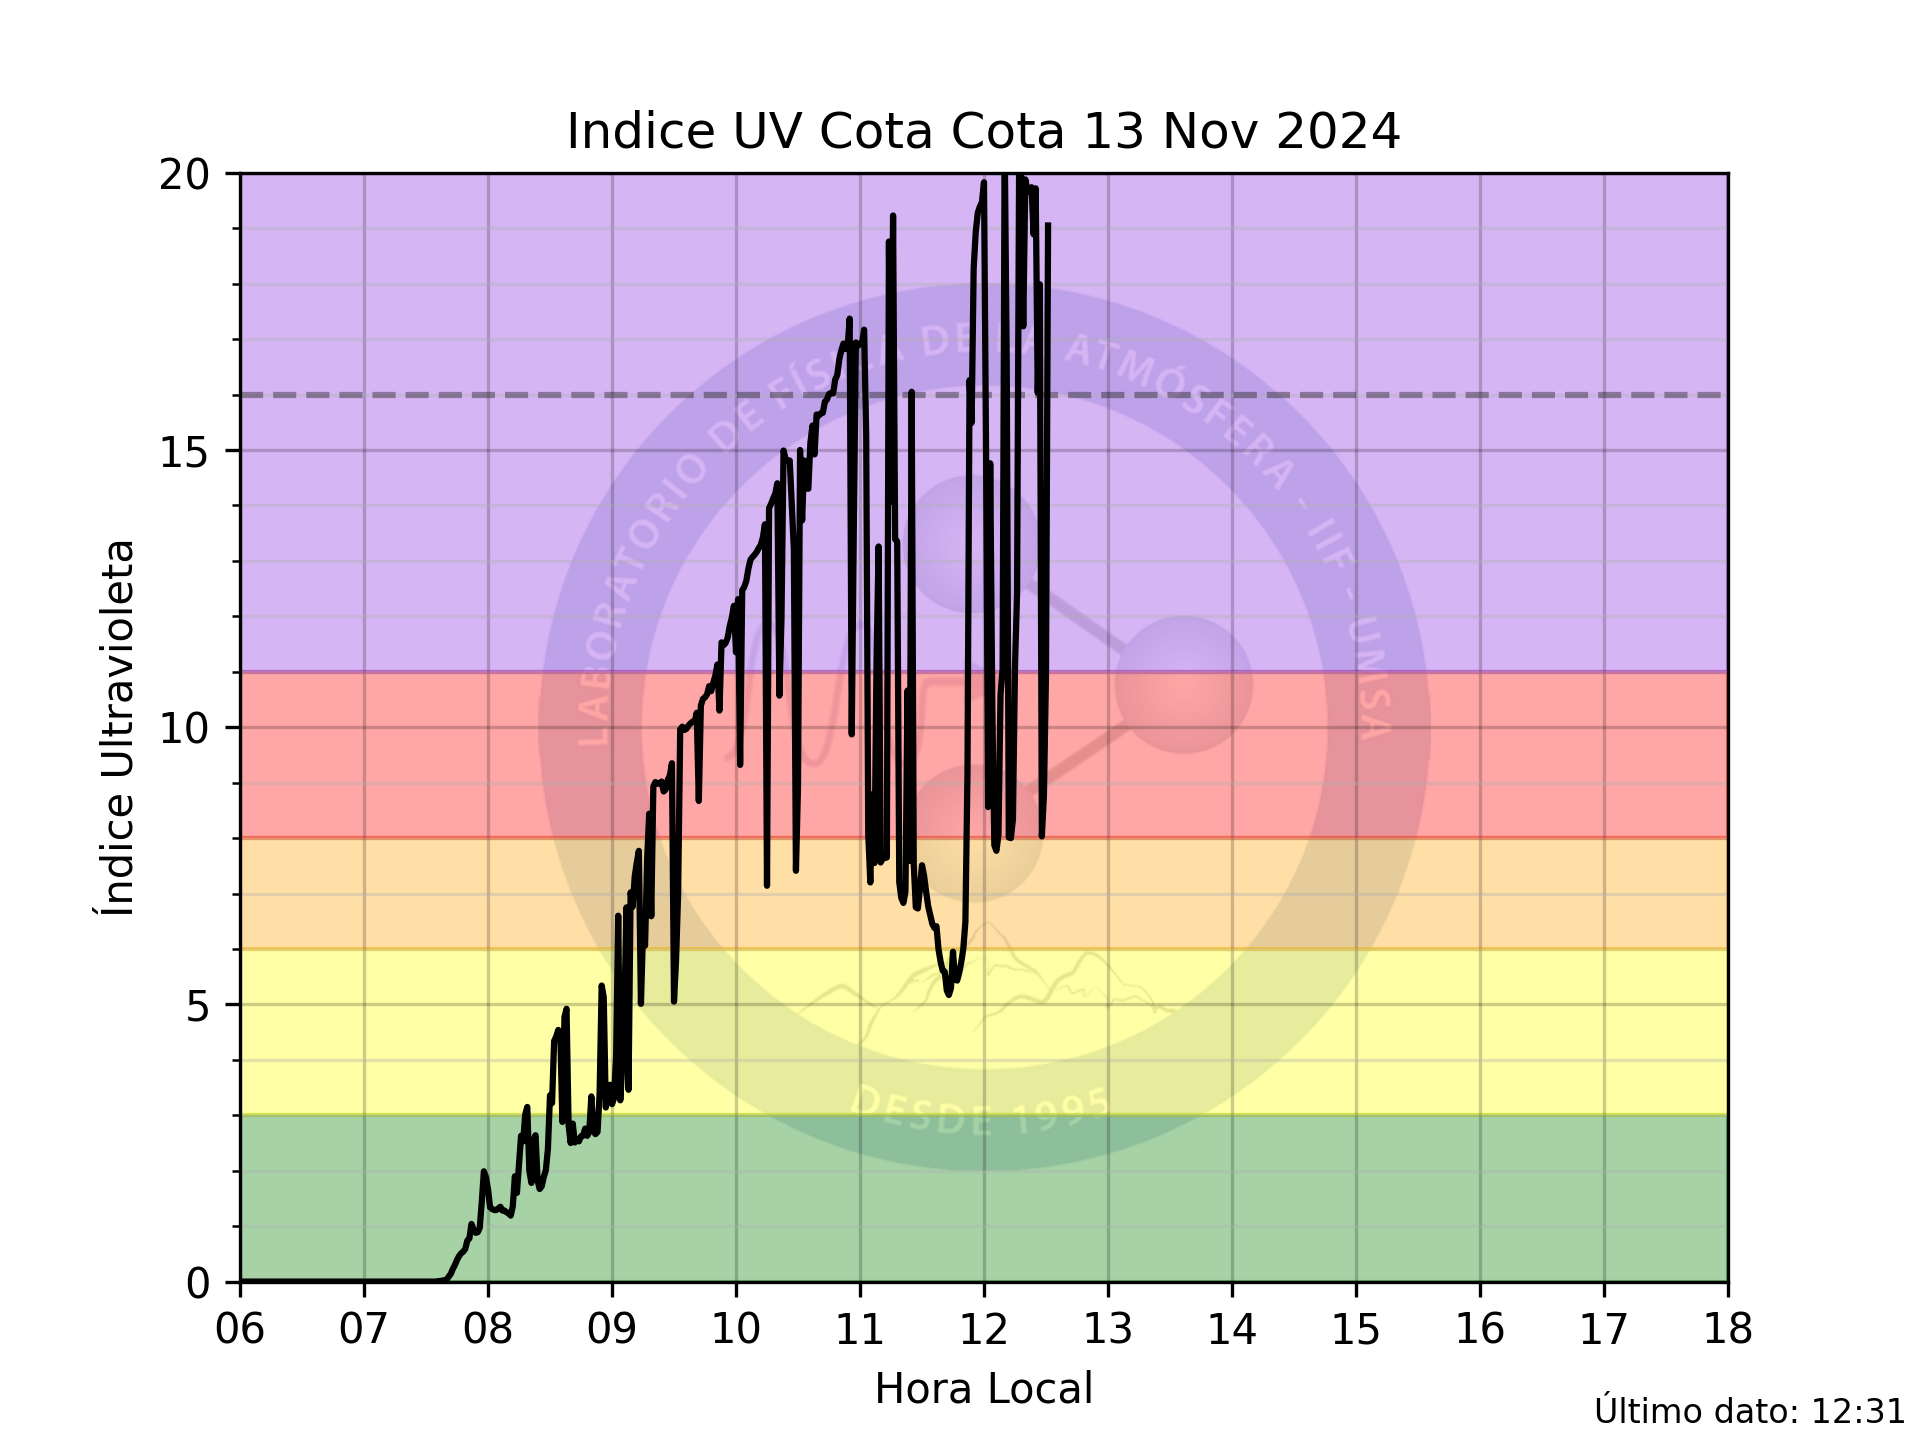 Indice UV Cota Cota 13 Nov 2024
20
15
10
5
0
Índice Ultravioleta
LABORATORIO DE FÍSICA DE LA ATMÓSFERA - IIF - UMSA
DESDE 1995
06 07 08 09 10 11 12 13 14 15 16 17 18
Hora Local
Último dato: 12:31